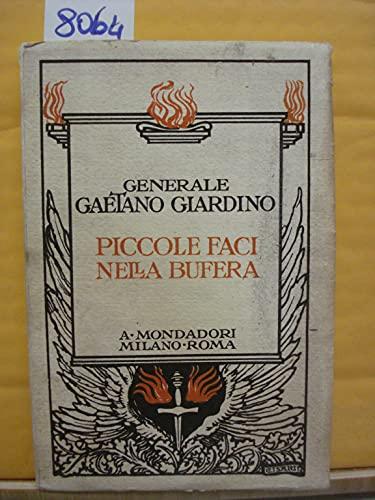 8064
GENERALE
GAETANO GIARDINO
PICCOLE FACI
NELLA BUFERA
A·MONDADORI
MILANO·ROMA